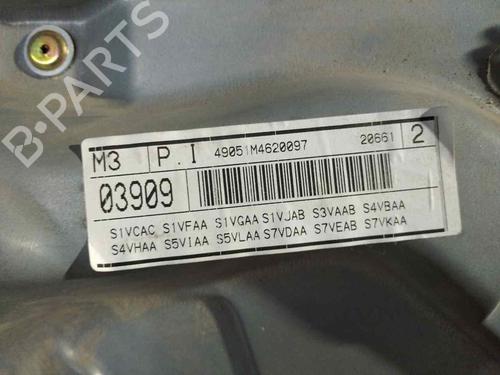 M3 P.I 49051M4620097 20661 2
03909
S1VCAC S1VFAA S1VGAA S1VJAB S3VAAB S4VBAA
S4VHAA S5VIAA S5VLAA S7VDAA S7VEAB S7VKAA
B-PARTS